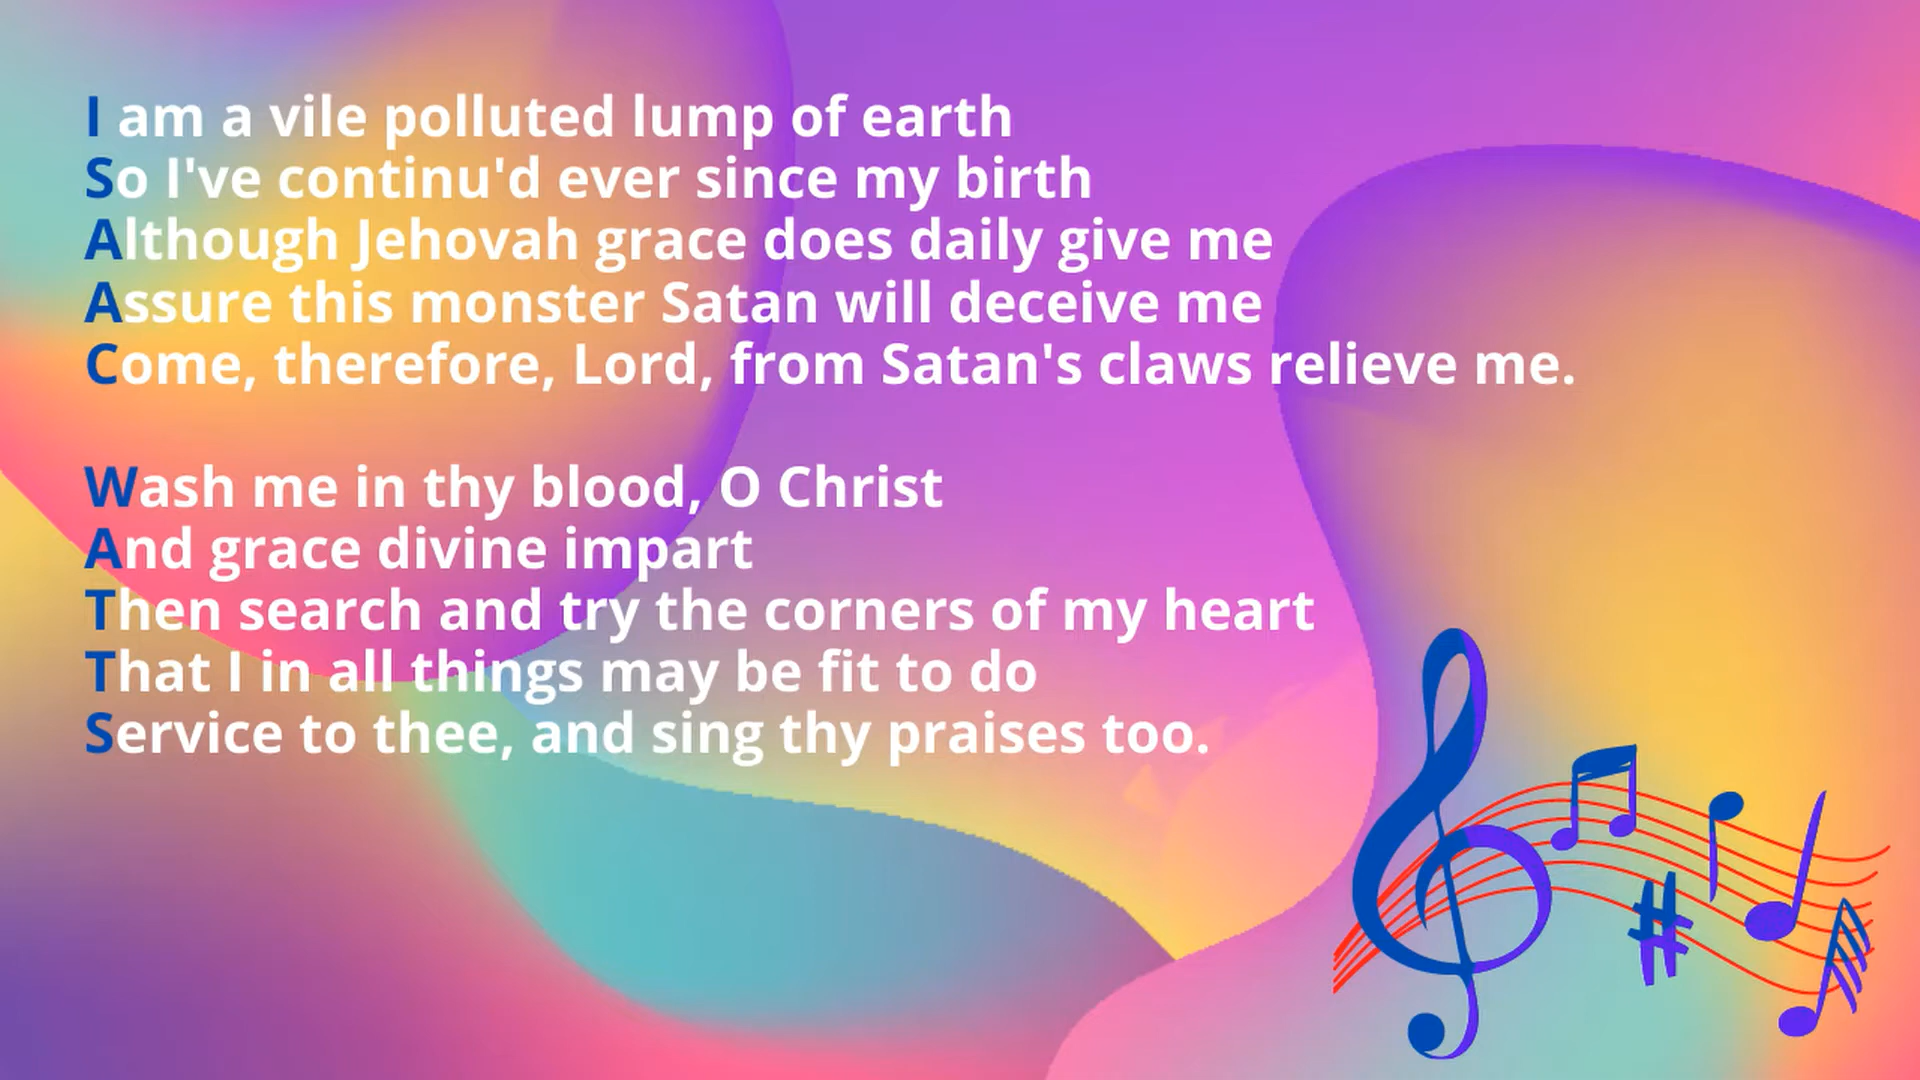 I am a vile polluted lump of earth
So I've continu'd ever since my birth
Although Jehovah grace does daily give me
Assure this monster Satan will deceive me
Come, therefore, Lord, from Satan's claws relieve me.
Wash me in thy blood, O Christ
And grace divine impart
Then search and try the corners of my heart
That I in all things may be fit to do
Service to thee, and sing thy praises too.